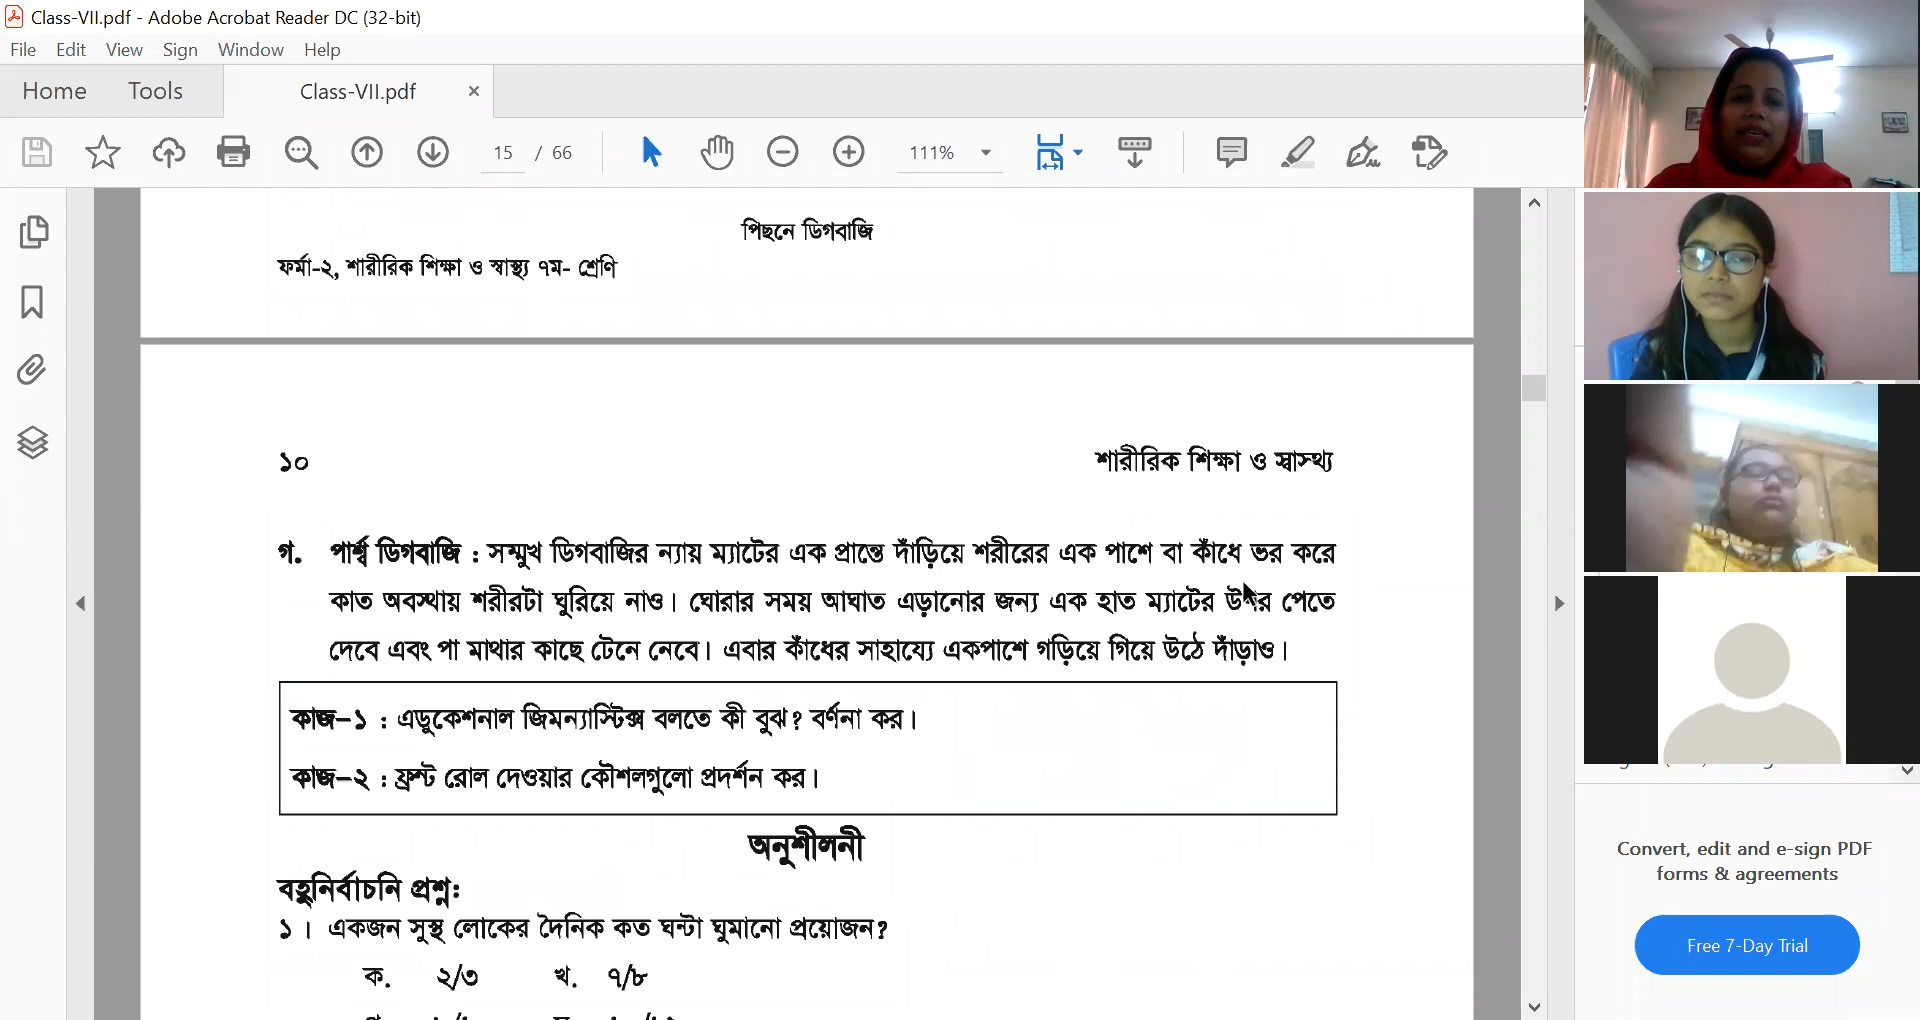 Class-VII.pdf - Adobe Acrobat Reader DC (32-bit)
File Edit View Sign Window Help
Home Tools Class-VII.pdf ×
15 / 66 111%
পিছনে ডিগবাজি
ফর্মা-২, শারীরিক শিক্ষা ও স্বাস্থ্য ৭ম- শ্রেণি
১০ শারীরিক শিক্ষা ও স্বাস্থ্য
গ. পার্শ্ব ডিগবাজি : সম্মুখ ডিগবাজির ন্যায় ম্যাটের এক প্রান্তে দাঁড়িয়ে শরীরের এক পাশে বা কাঁধে ভর করে
কাত অবস্থায় শরীরটা ঘুরিয়ে নাও। ঘোরার সময় আঘাত এড়ানোর জন্য এক হাত ম্যাটের উপর পেতে
দেবে এবং পা মাথার কাছে টেনে নেবে। এবার কাঁধের সাহায্যে একপাশে গড়িয়ে গিয়ে উঠে দাঁড়াও।
কাজ–১ : এডুকেশনাল জিমন্যাস্টিক্স বলতে কী বুঝ? বর্ণনা কর।
কাজ–২ : ফ্রন্ট রোল দেওয়ার কৌশলগুলো প্রদর্শন কর।
অনুশীলনী
বহুনির্বাচনি প্রশ্ন:
১। একজন সুস্থ লোকের দৈনিক কত ঘন্টা ঘুমানো প্রয়োজন?
ক. ২/৩ খ. ৭/৮
Convert, edit and e-sign PDF
forms & agreements
Free 7-Day Trial